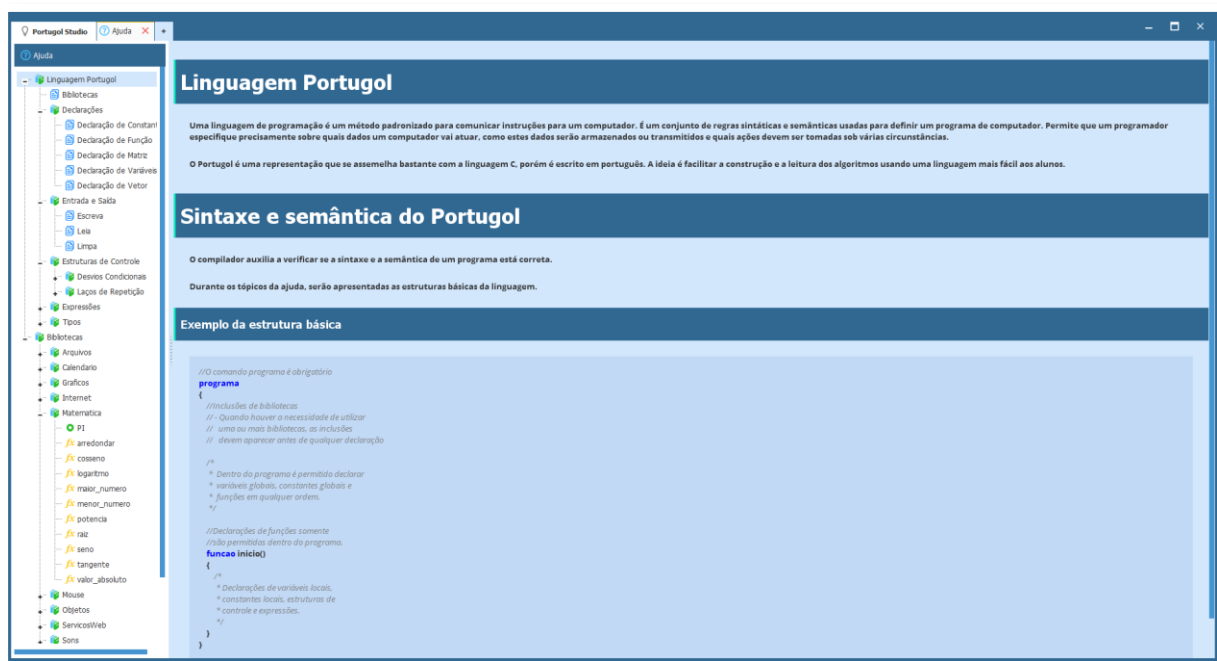 Portugol Studio
Ajuda
Ajuda
Linguagem Portugol
Bibliotecas
Declarações
Declaração de Constant
Declaração de Função
Declaração de Matriz
Declaração de Variáveis
Declaração de Vetor
Entrada e Saída
Escreva
Leia
Limpa
Estruturas de Controle
Desvios Condicionais
Laços de Repetição
Expressões
Tipos
Bibliotecas
Arquivos
Calendario
Graficos
Internet
Matematica
PI
arredondar
cosseno
logaritmo
maior_numero
menor_numero
potencia
raiz
seno
tangente
valor_absoluto
Mouse
Objetos
ServicosWeb
Sons
Linguagem Portugol
Uma linguagem de programação é um método padronizado para comunicar instruções para um computador. É um conjunto de regras sintáticas e semânticas usadas para definir um programa de computador. Permite que um programador
especifique precisamente sobre quais dados um computador vai atuar, como estes dados serão armazenados ou transmitidos e quais ações devem ser tomadas sob várias circunstâncias.
O Portugol é uma representação que se assemelha bastante com a linguagem C, porém é escrito em português. A ideia é facilitar a construção e a leitura dos algoritmos usando uma linguagem mais fácil aos alunos.
Sintaxe e semântica do Portugol
O compilador auxilia a verificar se a sintaxe e a semântica de um programa está correta.
Durante os tópicos da ajuda, serão apresentadas as estruturas básicas da linguagem.
Exemplo da estrutura básica
//O comando programa é obrigatório
programa
{
//Inclusões de bibliotecas
// - Quando houver a necessidade de utilizar
// uma ou mais bibliotecas, as inclusões
// devem aparecer antes de qualquer declaração
/*
* Dentro do programa é permitido declarar
* variáveis globais, constantes globais e
* funções em qualquer ordem.
*/
//Declarações de funções somente
//são permitidas dentro do programa.
funcao inicio()
{
/*
* Declarações de variáveis locais,
* constantes locais, estruturas de
* controle e expressões.
*/
}
}